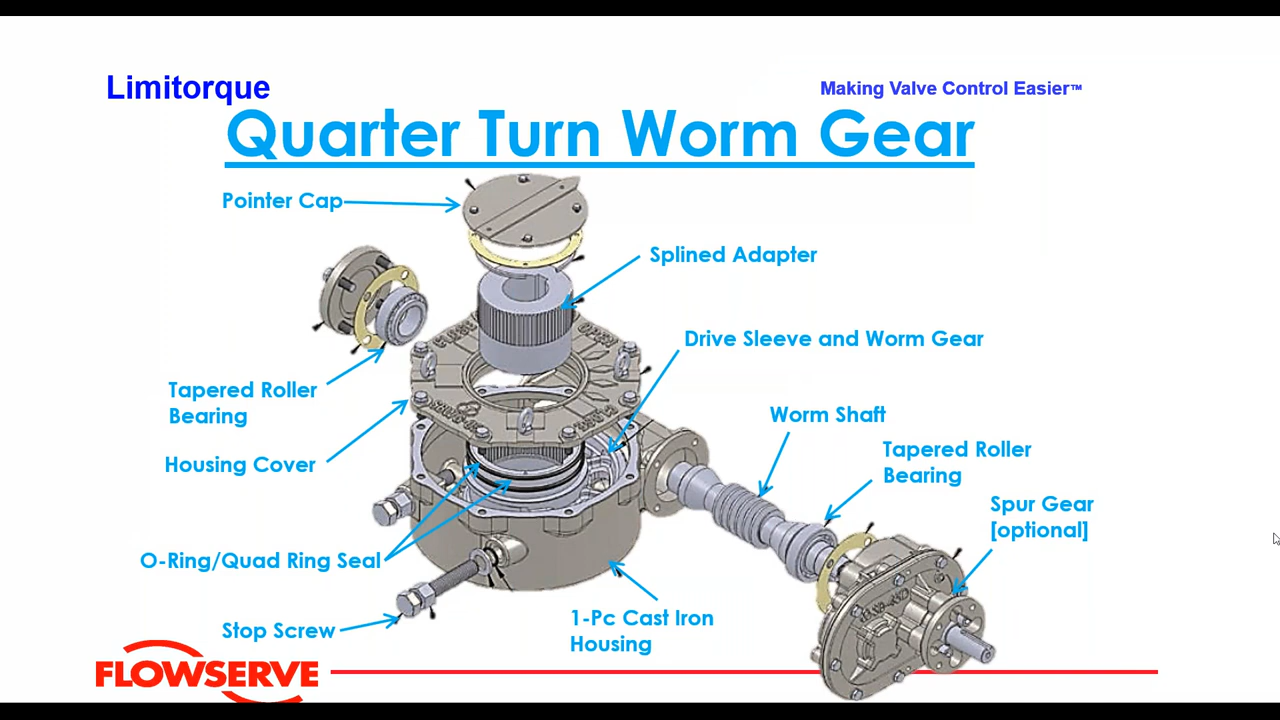 Limitorque
Making Valve Control Easier™
Quarter Turn Worm Gear
Pointer Cap
Splined Adapter
Drive Sleeve and Worm Gear
Tapered Roller
Bearing
Worm Shaft
Housing Cover
Tapered Roller
Bearing
Spur Gear
[optional]
O-Ring/Quad Ring Seal
1-Pc Cast Iron
Housing
Stop Screw
FLOWSERVE
OPEN